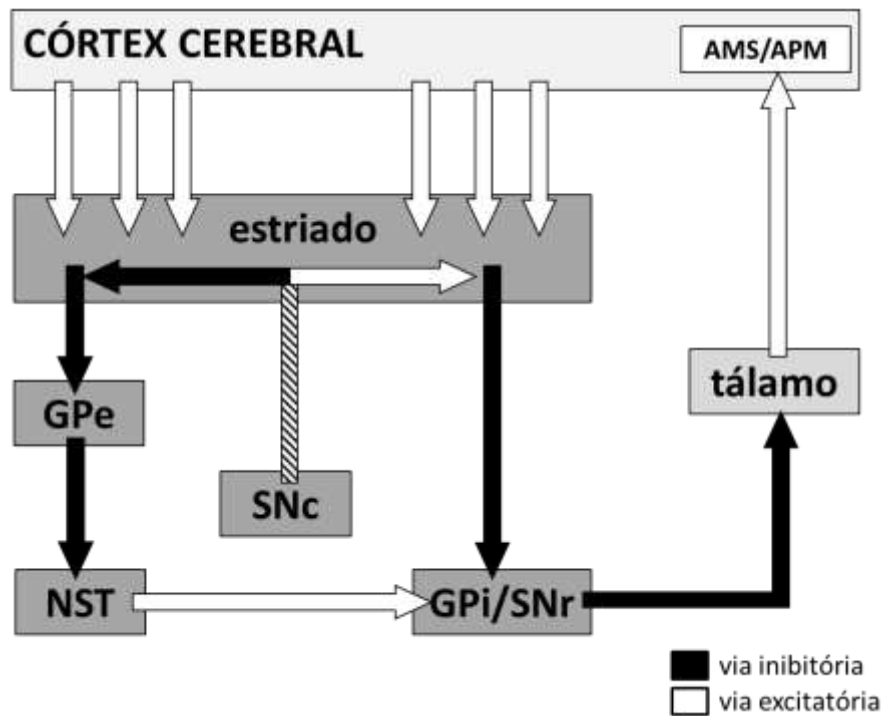 CÓRTEX CEREBRAL
AMS/APM
estriado
GPe
SNc
tálamo
NST
GPi/SNr
via inibitória
via excitatória